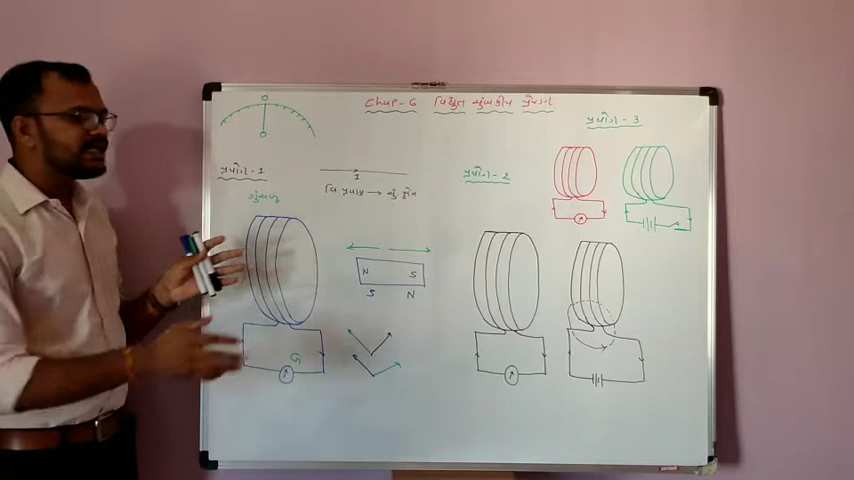 Chap-6 વિદ્યુત ચુંબકીય પ્રેરણ
પ્રયોગ-1
I
વિ.પ્રવાહ → ચું. ક્ષેત્ર
ગૂંચળુ
N S
S N
G
પ્રયોગ-2
પ્રયોગ-3